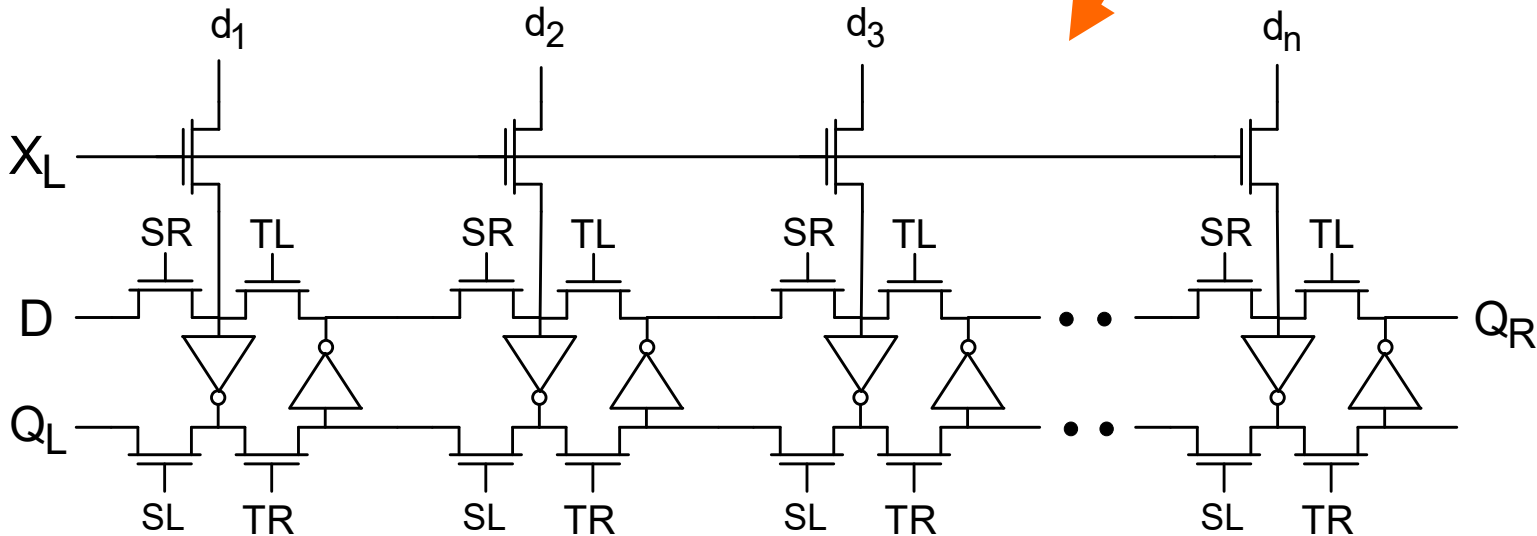 d1 d2 d3 dn
XL
SR TL SR TL SR TL SR TL
D QR
QL
SL TR SL TR SL TR SL TR